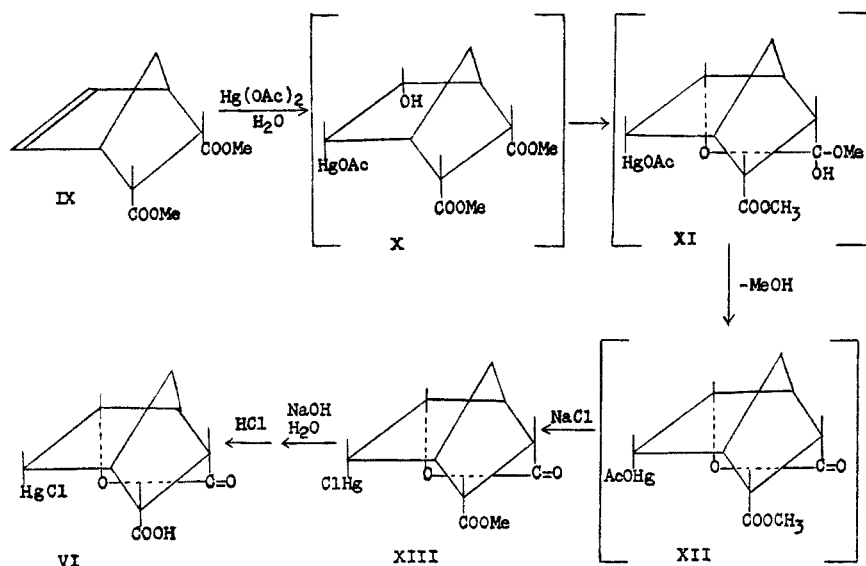 Hg(OAc)2
H2O
OH
COOMe
HgOAc
COOMe
IX
COOMe
HgOAc
COOMe
X
O
C-OMe
OH
COOCH3
XI
-MeOH
HCl
NaOH
H2O
NaCl
HgCl
O
C=O
COOH
VI
ClHg
O
C=O
COOMe
XIII
AcOHg
O
C=O
COOCH3
XII